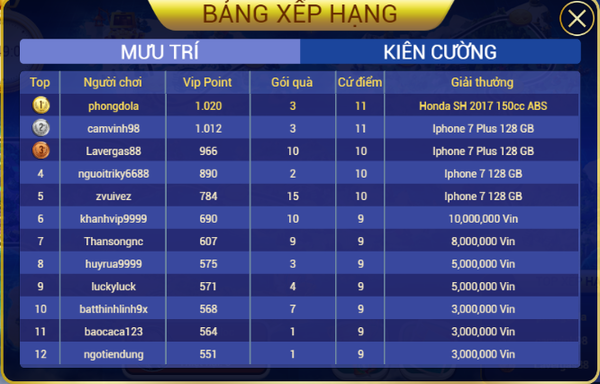 BẢNG XẾP HẠNG
MƯU TRÍ KIÊN CƯỜNG
Top Người chơi Vip Point Gói quà Cứ điểm Giải thưởng
1 phongdola 1.020 3 11 Honda SH 2017 150cc ABS
2 camvinh98 1.012 3 11 Iphone 7 Plus 128 GB
3 Lavergas88 966 10 10 Iphone 7 Plus 128 GB
4 nguoitriky6688 890 2 10 Iphone 7 128 GB
5 zvuivez 784 15 10 Iphone 7 128 GB
6 khanhvip9999 690 10 9 10,000,000 Vin
7 Thansongnc 607 9 9 8,000,000 Vin
8 huyrua9999 575 3 9 5,000,000 Vin
9 luckyluck 571 4 9 5,000,000 Vin
10 batthinhlinh9x 568 7 9 3,000,000 Vin
11 baocaca123 564 1 9 3,000,000 Vin
12 ngotiendung 551 1 9 3,000,000 Vin